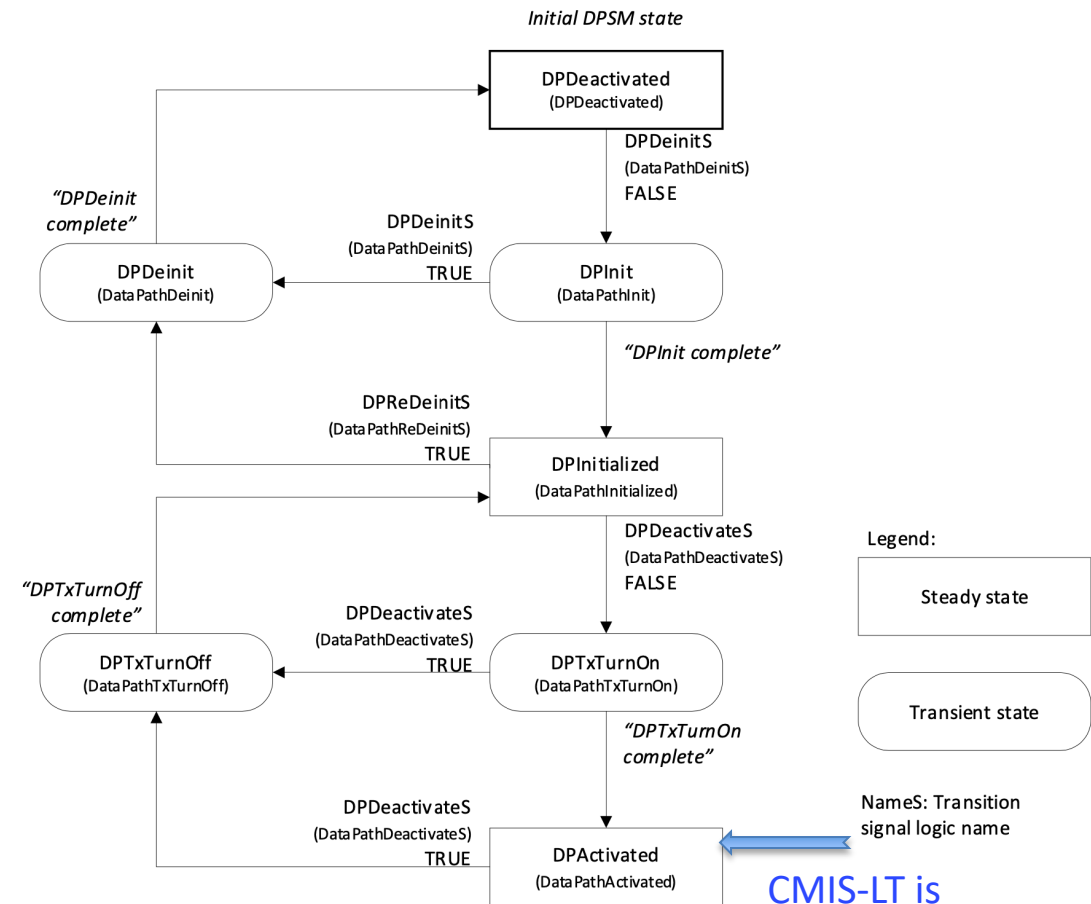 Initial DPSM state
DPDeactivated
(DPDeactivated)
DPDeinitS
(DataPathDeinitS)
FALSE
“DPDeinit
complete”
DPDeinitS
(DataPathDeinitS)
TRUE
DPDeinit
(DataPathDeinit)
DPInit
(DataPathInit)
“DPInit complete”
DPReDeinitS
(DataPathReDeinitS)
TRUE
DPInitialized
(DataPathInitialized)
DPDeactivateS
(DataPathDeactivateS)
FALSE
Legend:
Steady state
“DPTxTurnOff
complete”
DPDeactivateS
(DataPathDeactivateS)
TRUE
DPTxTurnOff
(DataPathTxTurnOff)
DPTxTurnOn
(DataPathTxTurnOn)
Transient state
“DPTxTurnOn
complete”
DPDeactivateS
(DataPathDeactivateS)
TRUE
NameS: Transition
signal logic name
DPActivated
(DataPathActivated)
CMIS-LT is